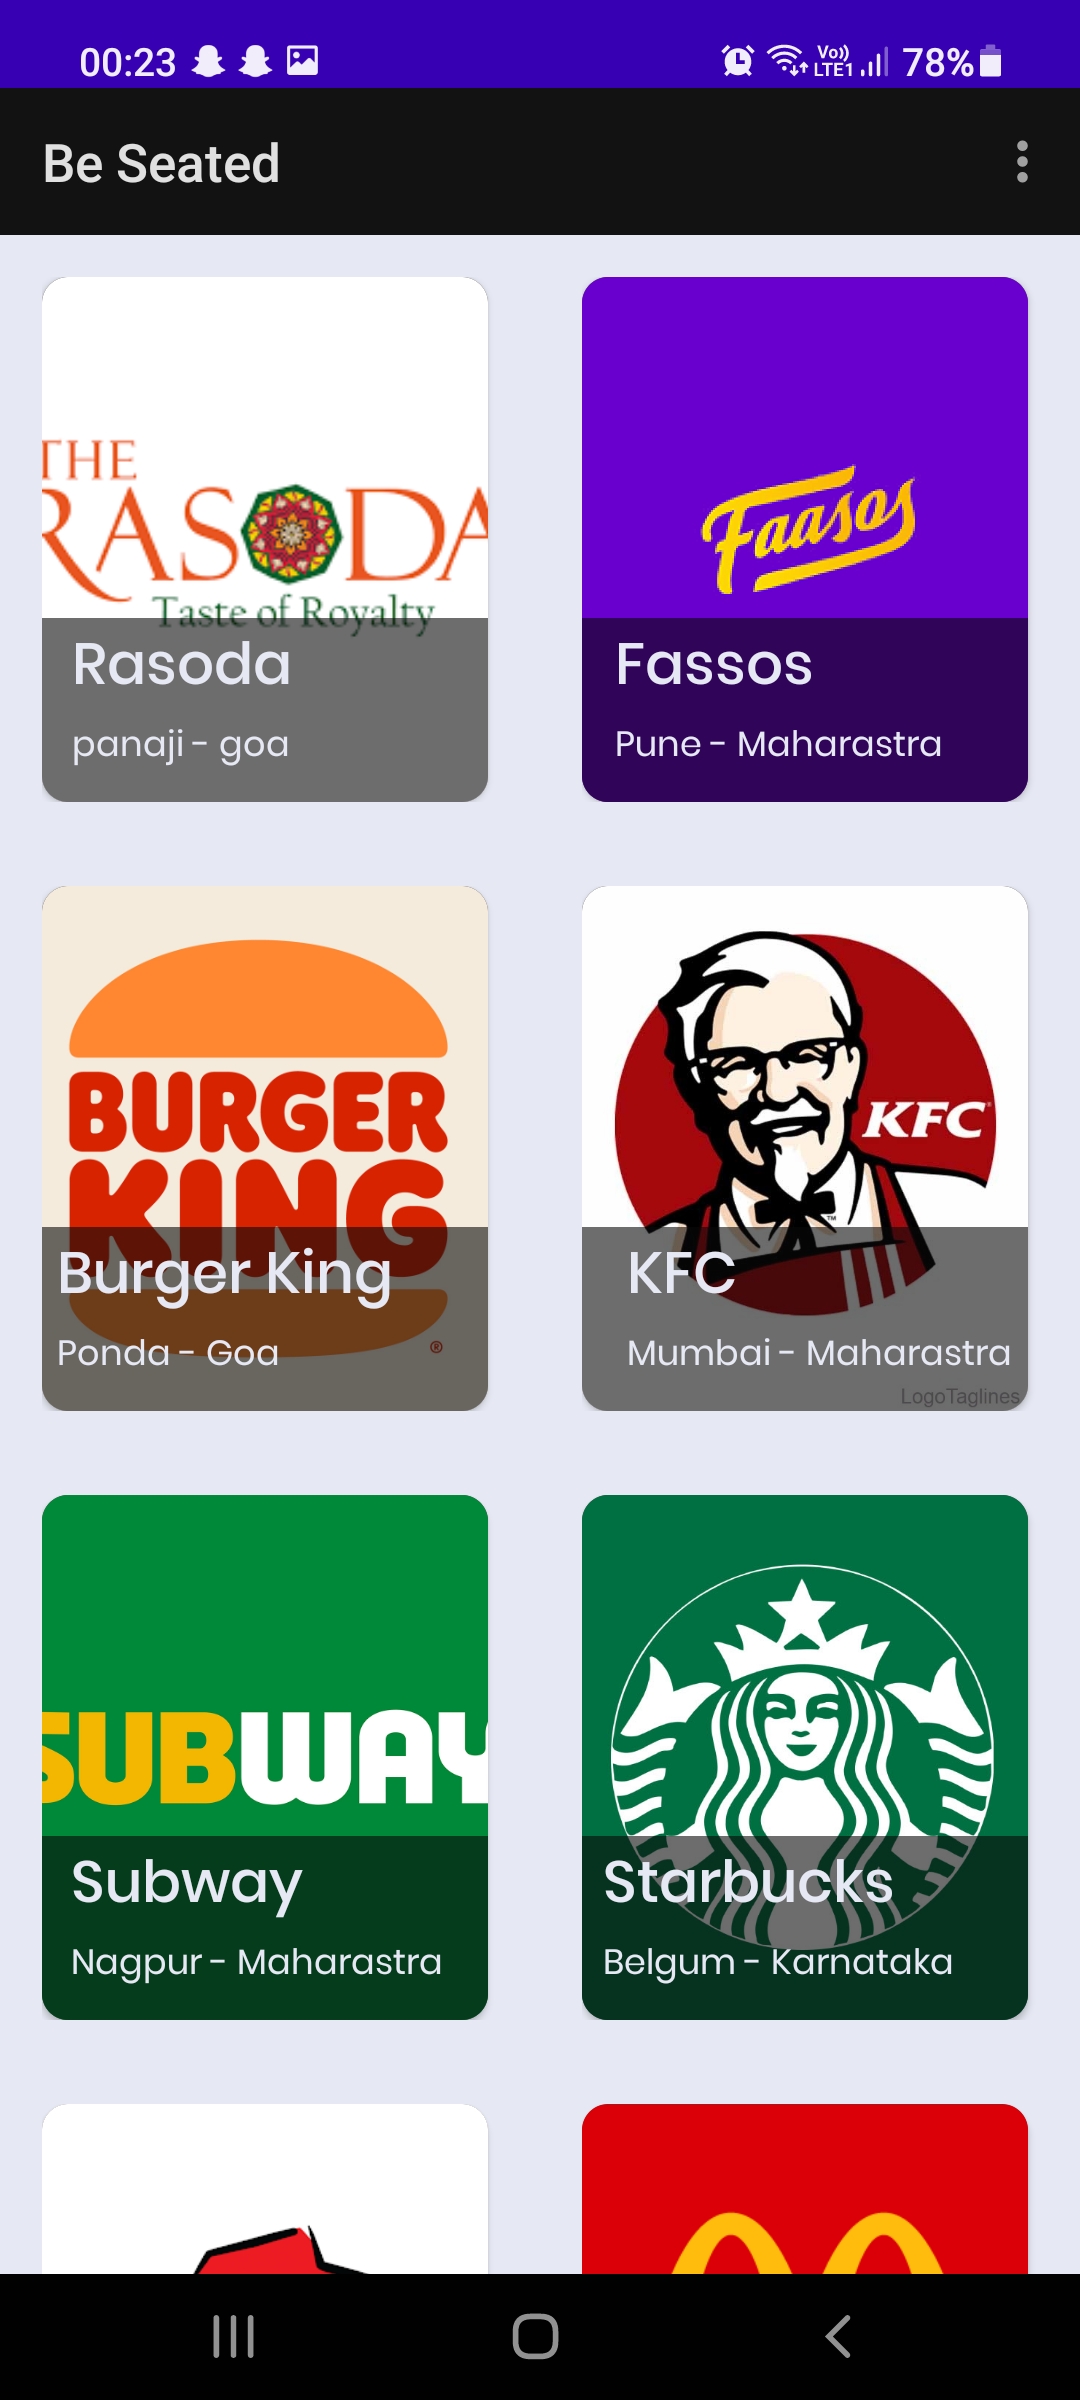 00:23
Vo))
LTE1
78%
Be Seated
THE
RASODA
Taste of Royalty
Rasoda
panaji - goa
Faasos
Fassos
Pune - Maharastra
BURGER
KING
®
Burger King
Ponda - Goa
KFC
™
KFC
Mumbai - Maharastra
LogoTaglines
SUBWAY
Subway
Nagpur - Maharastra
Starbucks
Belgum - Karnataka